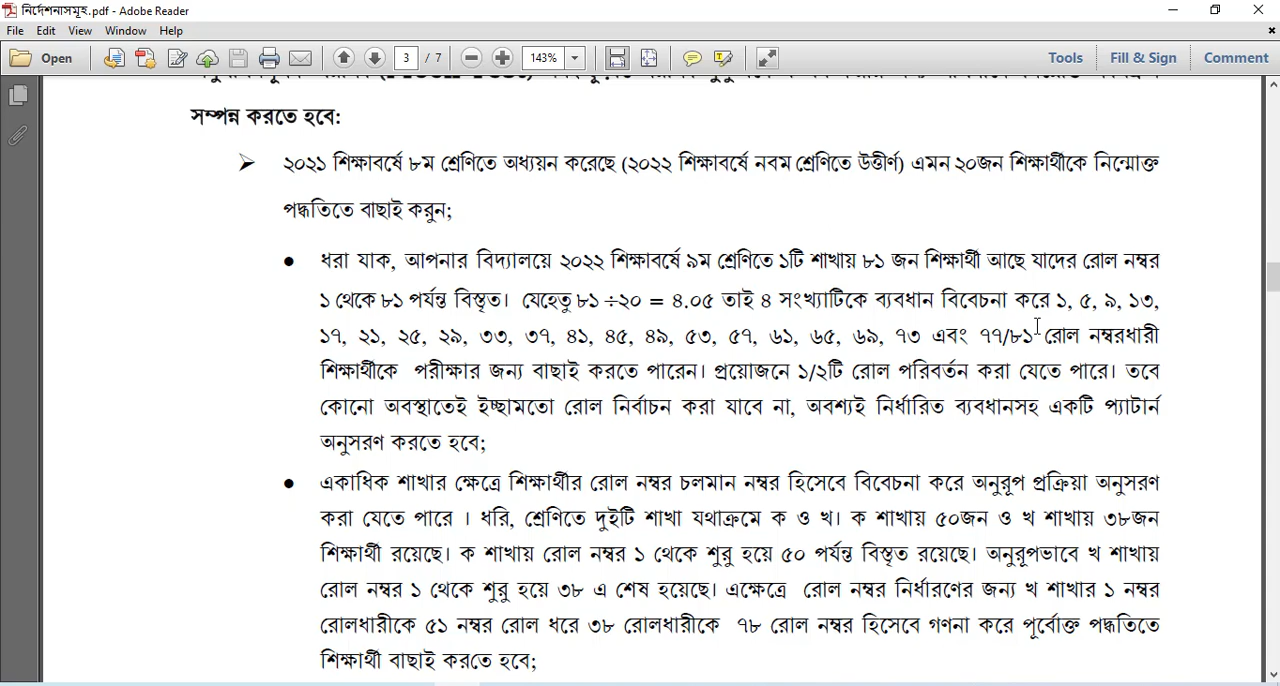 নির্দেশনাসমূহ.pdf - Adobe Reader
File Edit View Window Help
Open 3 / 7 143% Tools Fill & Sign Comment
সম্পন্ন করতে হবে:
➢ ২০২১ শিক্ষাবর্ষে ৮ম শ্রেণিতে অধ্যয়ন করেছে (২০২২ শিক্ষাবর্ষে নবম শ্রেণিতে উত্তীর্ণ) এমন ২০জন শিক্ষার্থীকে নিম্মোক্ত
পদ্ধতিতে বাছাই করুন;
● ধরা যাক, আপনার বিদ্যালয়ে ২০২২ শিক্ষাবর্ষে ৯ম শ্রেণিতে ১টি শাখায় ৮১ জন শিক্ষার্থী আছে যাদের রোল নম্বর
১ থেকে ৮১ পর্যন্ত বিস্তৃত। যেহেতু ৮১ ÷২০ = ৪.০৫ তাই ৪ সংখ্যাটিকে ব্যবধান বিবেচনা করে ১, ৫, ৯, ১৩,
১৭, ২১, ২৫, ২৯, ৩৩, ৩৭, ৪১, ৪৫, ৪৯, ৫৩, ৫৭, ৬১, ৬৫, ৬৯, ৭৩ এবং ৭৭/৮১ রোল নম্বরধারী
শিক্ষার্থীকে পরীক্ষার জন্য বাছাই করতে পারেন। প্রয়োজনে ১/২টি রোল পরিবর্তন করা যেতে পারে। তবে
কোনো অবস্থাতেই ইচ্ছামতো রোল নির্বাচন করা যাবে না, অবশ্যই নির্ধারিত ব্যবধানসহ একটি প্যাটার্ন
অনুসরণ করতে হবে;
● একাধিক শাখার ক্ষেত্রে শিক্ষার্থীর রোল নম্বর চলমান নম্বর হিসেবে বিবেচনা করে অনুরূপ প্রক্রিয়া অনুসরণ
করা যেতে পারে । ধরি, শ্রেণিতে দুইটি শাখা যথাক্রমে ক ও খ। ক শাখায় ৫০জন ও খ শাখায় ৩৮জন
শিক্ষার্থী রয়েছে। ক শাখায় রোল নম্বর ১ থেকে শুরু হয়ে ৫০ পর্যন্ত বিস্তৃত রয়েছে। অনুরূপভাবে খ শাখায়
রোল নম্বর ১ থেকে শুরু হয়ে ৩৮ এ শেষ হয়েছে। এক্ষেত্রে রোল নম্বর নির্ধারণের জন্য খ শাখার ১ নম্বর
রোলধারীকে ৫১ নম্বর রোল ধরে ৩৮ রোলধারীকে ৭৮ রোল নম্বর হিসেবে গণনা করে পূর্বোক্ত পদ্ধতিতে
শিক্ষার্থী বাছাই করতে হবে;